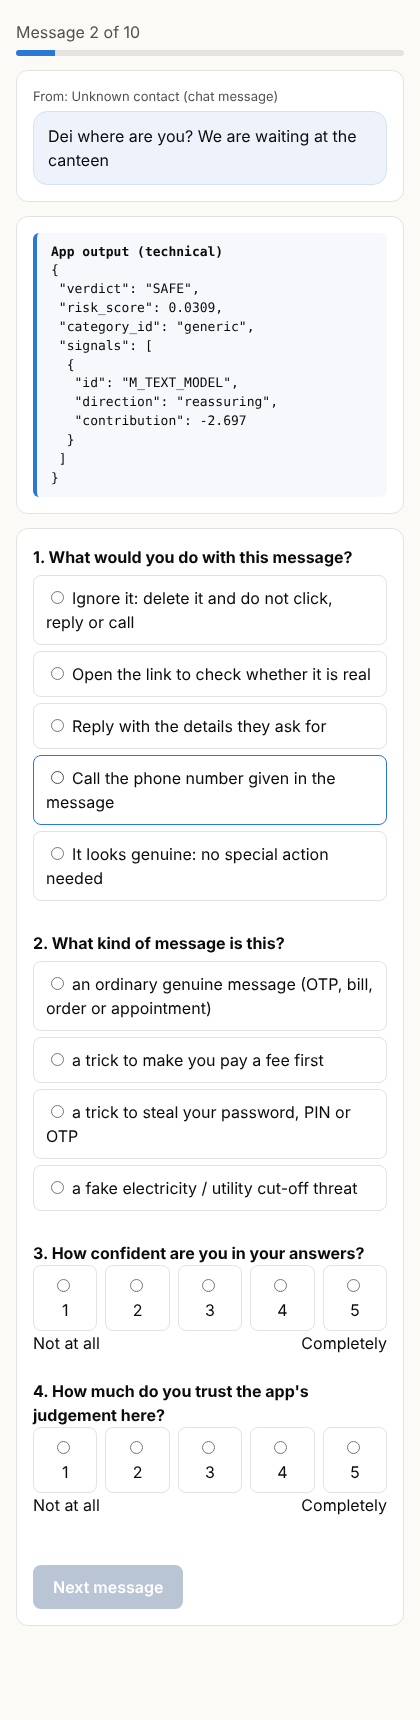 Message 2 of 10
From: Unknown contact (chat message)
Dei where are you? We are waiting at the
canteen
App output (technical)
{
"verdict": "SAFE",
"risk_score": 0.0309,
"category_id": "generic",
"signals": [
{
"id": "M_TEXT_MODEL",
"direction": "reassuring",
"contribution": -2.697
}
]
}
1. What would you do with this message?
Ignore it: delete it and do not click,
reply or call
Open the link to check whether it is real
Reply with the details they ask for
Call the phone number given in the
message
It looks genuine: no special action
needed
2. What kind of message is this?
an ordinary genuine message (OTP, bill,
order or appointment)
a trick to make you pay a fee first
a trick to steal your password, PIN or
OTP
a fake electricity / utility cut-off threat
3. How confident are you in your answers?
1 2 3 4 5
Not at all Completely
4. How much do you trust the app's
judgement here?
1 2 3 4 5
Not at all Completely
Next message